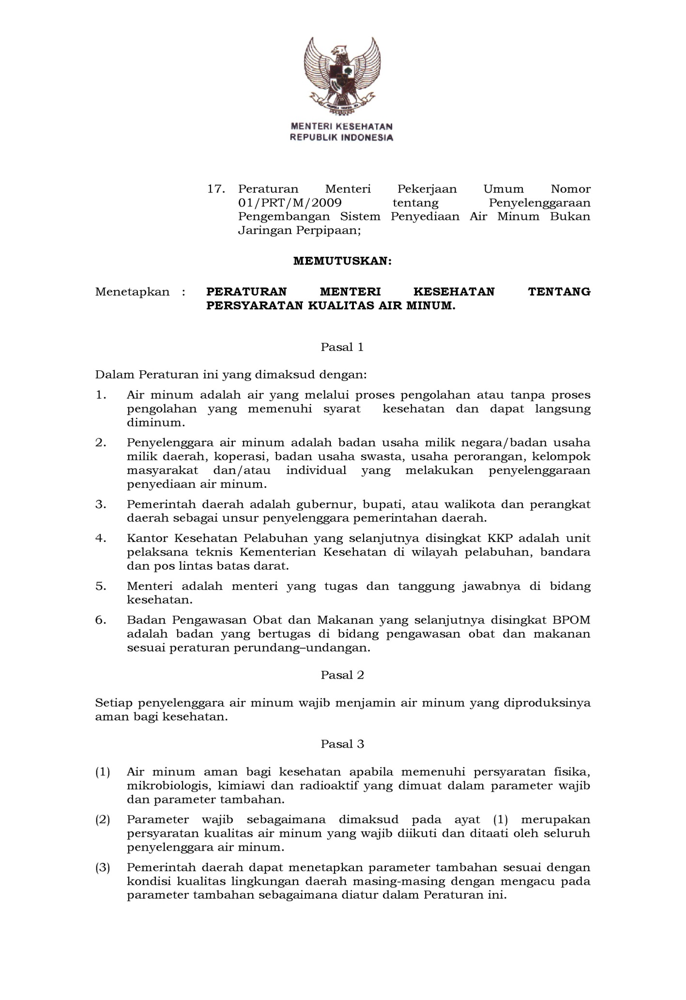 MENTERI KESEHATAN
REPUBLIK INDONESIA
17. Peraturan Menteri Pekerjaan Umum Nomor
01/PRT/M/2009 tentang Penyelenggaraan
Pengembangan Sistem Penyediaan Air Minum Bukan
Jaringan Perpipaan;
MEMUTUSKAN:
Menetapkan : PERATURAN MENTERI KESEHATAN TENTANG
PERSYARATAN KUALITAS AIR MINUM.
Pasal 1
Dalam Peraturan ini yang dimaksud dengan:
1. Air minum adalah air yang melalui proses pengolahan atau tanpa proses
pengolahan yang memenuhi syarat kesehatan dan dapat langsung
diminum.
2. Penyelenggara air minum adalah badan usaha milik negara/badan usaha
milik daerah, koperasi, badan usaha swasta, usaha perorangan, kelompok
masyarakat dan/atau individual yang melakukan penyelenggaraan
penyediaan air minum.
3. Pemerintah daerah adalah gubernur, bupati, atau walikota dan perangkat
daerah sebagai unsur penyelenggara pemerintahan daerah.
4. Kantor Kesehatan Pelabuhan yang selanjutnya disingkat KKP adalah unit
pelaksana teknis Kementerian Kesehatan di wilayah pelabuhan, bandara
dan pos lintas batas darat.
5. Menteri adalah menteri yang tugas dan tanggung jawabnya di bidang
kesehatan.
6. Badan Pengawasan Obat dan Makanan yang selanjutnya disingkat BPOM
adalah badan yang bertugas di bidang pengawasan obat dan makanan
sesuai peraturan perundang–undangan.
Pasal 2
Setiap penyelenggara air minum wajib menjamin air minum yang diproduksinya
aman bagi kesehatan.
Pasal 3
(1) Air minum aman bagi kesehatan apabila memenuhi persyaratan fisika,
mikrobiologis, kimiawi dan radioaktif yang dimuat dalam parameter wajib
dan parameter tambahan.
(2) Parameter wajib sebagaimana dimaksud pada ayat (1) merupakan
persyaratan kualitas air minum yang wajib diikuti dan ditaati oleh seluruh
penyelenggara air minum.
(3) Pemerintah daerah dapat menetapkan parameter tambahan sesuai dengan
kondisi kualitas lingkungan daerah masing-masing dengan mengacu pada
parameter tambahan sebagaimana diatur dalam Peraturan ini.